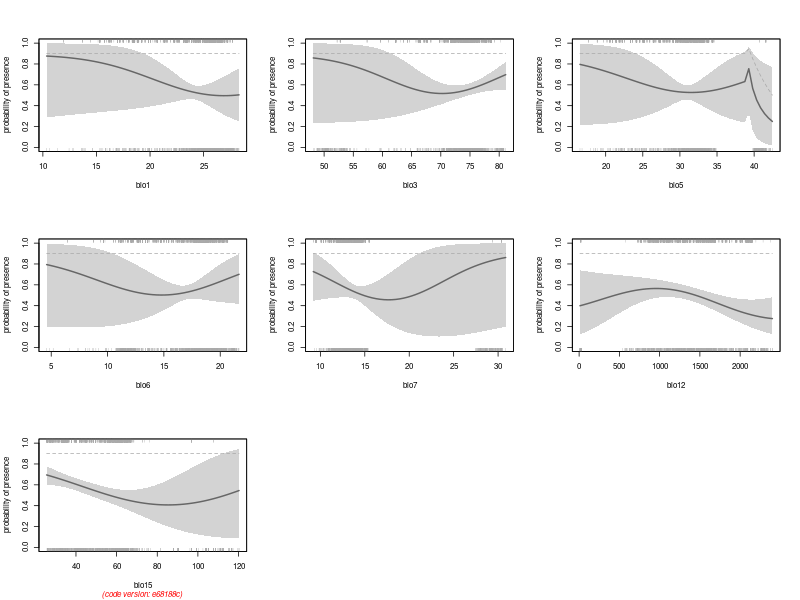 probability of presence
0.0 0.2 0.4 0.6 0.8 1.0
10 15 20 25
bio1
probability of presence
0.0 0.2 0.4 0.6 0.8 1.0
50 55 60 65 70 75 80
bio3
probability of presence
0.0 0.2 0.4 0.6 0.8 1.0
20 25 30 35 40
bio5
probability of presence
0.0 0.2 0.4 0.6 0.8 1.0
5 10 15 20
bio6
probability of presence
0.0 0.2 0.4 0.6 0.8 1.0
10 15 20 25 30
bio7
probability of presence
0.0 0.2 0.4 0.6 0.8 1.0
0 500 1000 1500 2000
bio12
probability of presence
0.0 0.2 0.4 0.6 0.8 1.0
40 60 80 100 120
bio15
(code version: e68188c)